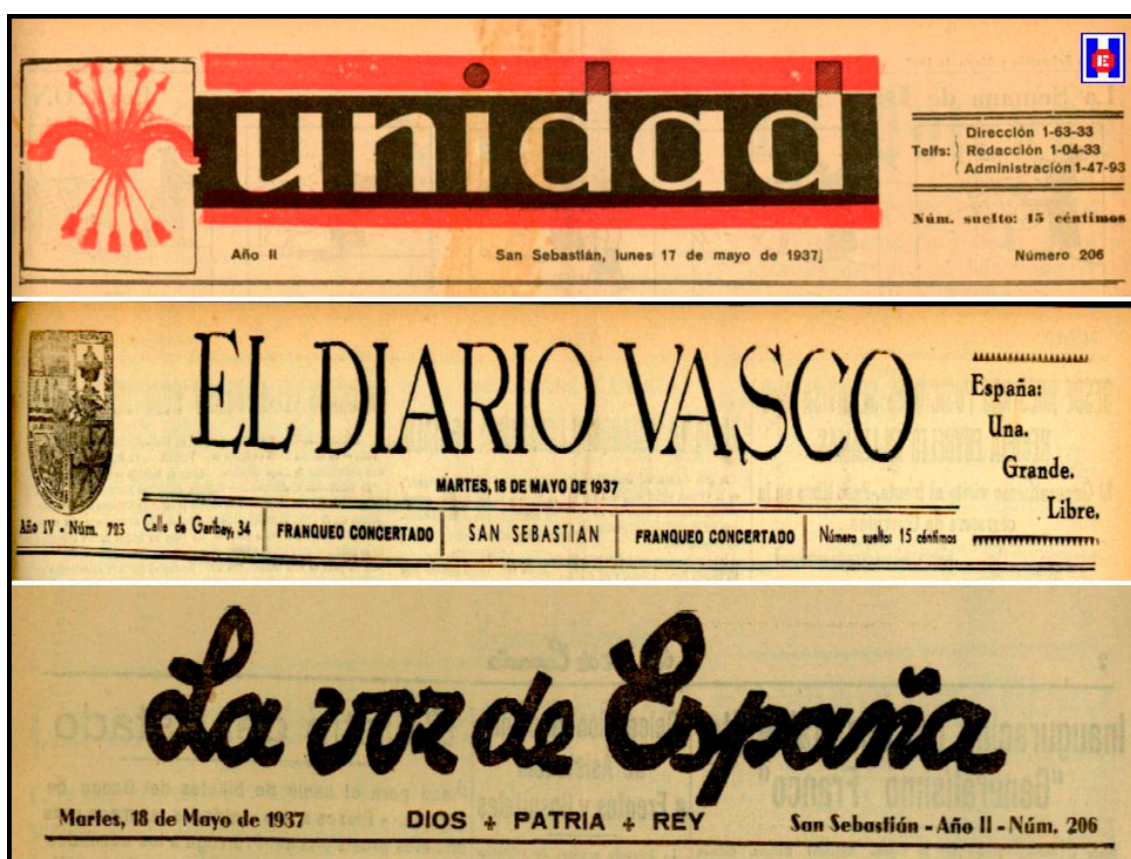 unidad
Telfs:
Dirección 1-63-33
Redacción 1-04-33
Administración 1-47-93
Núm. suelto: 15 céntimos
Año II
San Sebastián, lunes 17 de mayo de 1937
Número 206
EL DIARIO VASCO
España:
Una.
Grande.
Libre.
MARTES, 18 DE MAYO DE 1937
Año IV - Núm. 723
Calle de Garibay, 34
FRANQUEO CONCERTADO
SAN SEBASTIAN
FRANQUEO CONCERTADO
Número suelto: 15 céntimos
La voz de España
Martes, 18 de Mayo de 1937
DIOS + PATRIA + REY
San Sebastián - Año II - Núm. 206